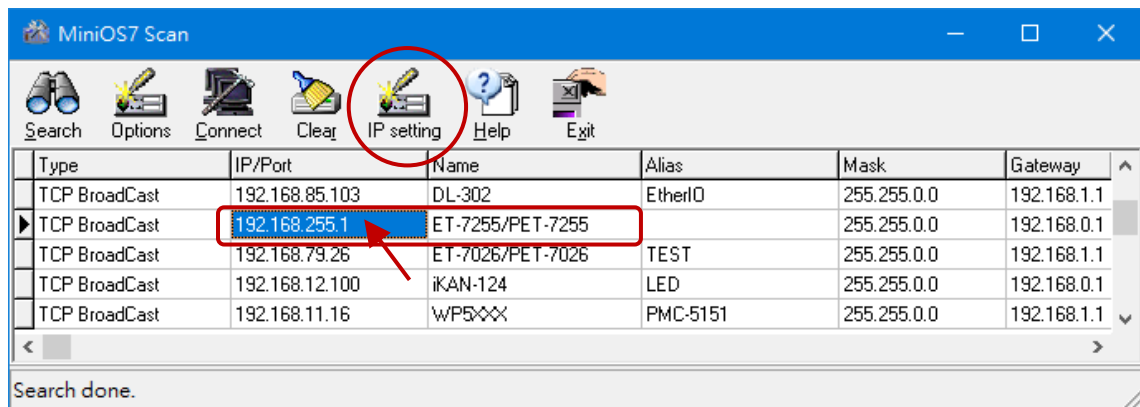 MiniOS7 Scan
Search Options Connect Clear IP setting Help Exit
Type IP/Port Name Alias Mask Gateway
TCP BroadCast 192.168.85.103 DL-302 EtherIO 255.255.0.0 192.168.1.1
TCP BroadCast 192.168.255.1 ET-7255/PET-7255 255.255.0.0 192.168.0.1
TCP BroadCast 192.168.79.26 ET-7026/PET-7026 TEST 255.255.0.0 192.168.1.1
TCP BroadCast 192.168.12.100 iKAN-124 LED 255.255.0.0 192.168.0.1
TCP BroadCast 192.168.11.16 WP5XXX PMC-5151 255.255.0.0 192.168.1.1
Search done.